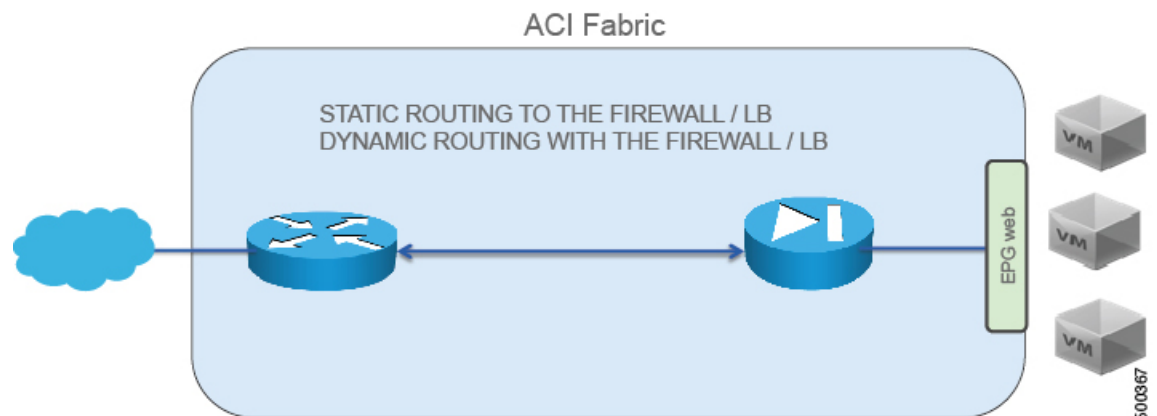 ACI Fabric
STATIC ROUTING TO THE FIREWALL / LB
DYNAMIC ROUTING WITH THE FIREWALL / LB
EPG web
VM
VM
VM
500367